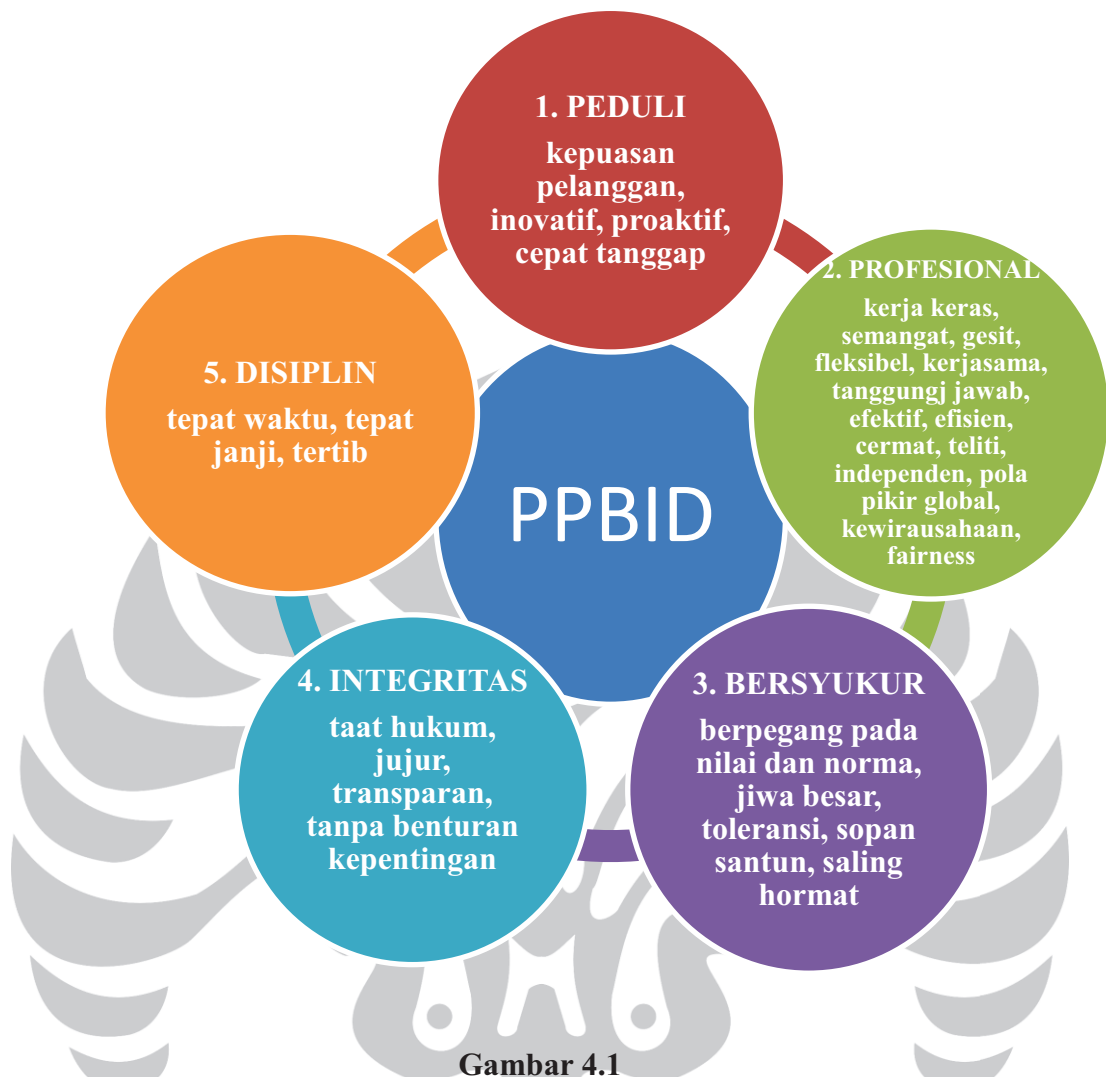 1. PEDULI
kepuasan
pelanggan,
inovatif, proaktif,
cepat tanggap
2. PROFESIONAL
kerja keras,
semangat, gesit,
fleksibel, kerjasama,
tanggungj jawab,
efektif, efisien,
cermat, teliti,
independen, pola
pikir global,
kewirausahaan,
fairness
3. BERSYUKUR
berpegang pada
nilai dan norma,
jiwa besar,
toleransi, sopan
santun, saling
hormat
4. INTEGRITAS
taat hukum,
jujur,
transparan,
tanpa benturan
kepentingan
5. DISIPLIN
tepat waktu, tepat
janji, tertib
PPBID
Gambar 4.1